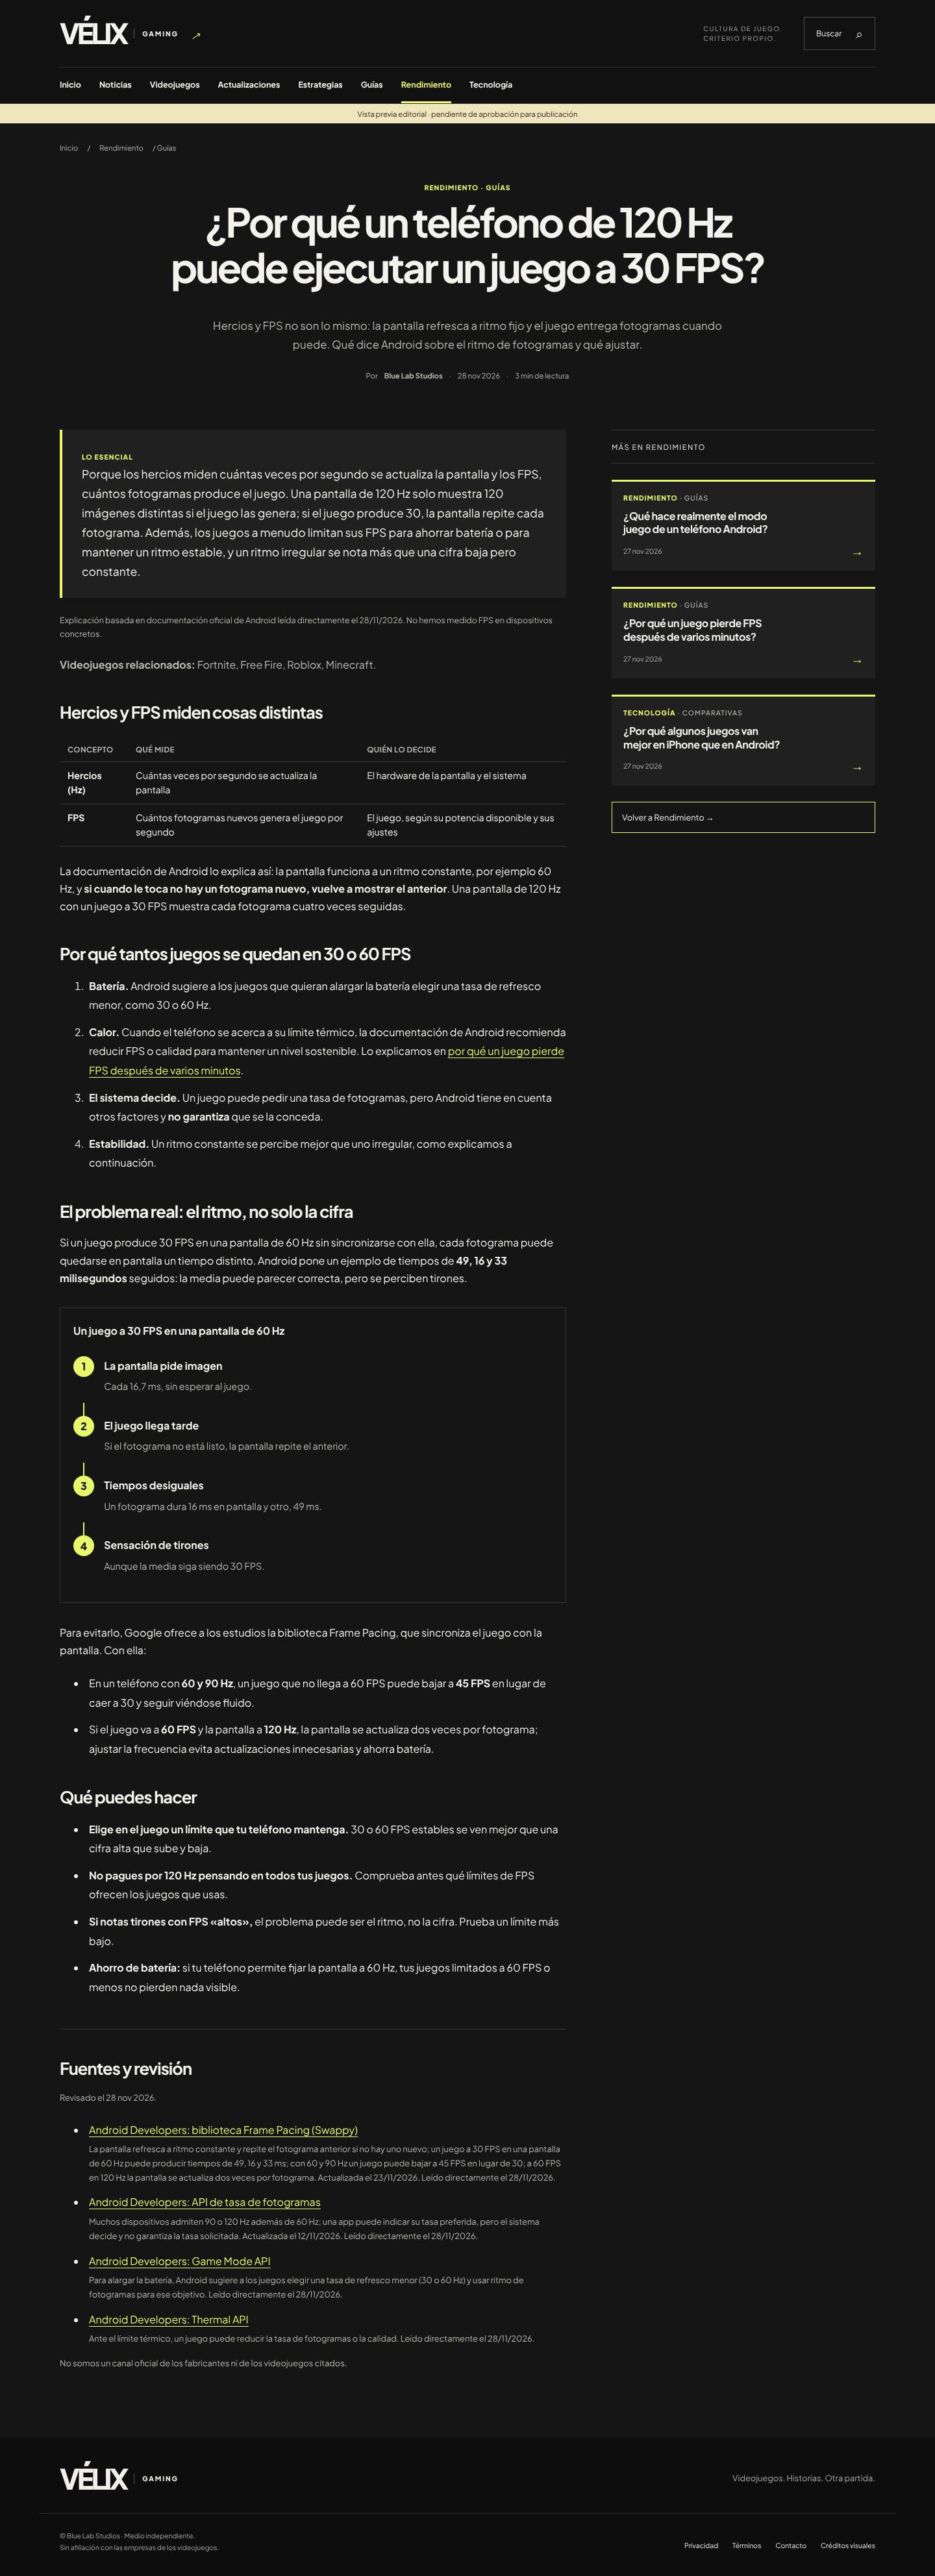 VÉLIX GAMING →
CULTURA DE JUEGO.
CRITERIO PROPIO.
Buscar ⌕
Inicio Noticias Videojuegos Actualizaciones Estrategias Guías Rendimiento Tecnología
Vista previa editorial · pendiente de aprobación para publicación
Inicio / Rendimiento / Guías
RENDIMIENTO · GUÍAS
¿Por qué un teléfono de 120 Hz
puede ejecutar un juego a 30 FPS?
Hercios y FPS no son lo mismo: la pantalla refresca a ritmo fijo y el juego entrega fotogramas cuando
puede. Qué dice Android sobre el ritmo de fotogramas y qué ajustar.
Por Blue Lab Studios · 28 nov 2026 · 3 min de lectura
LO ESENCIAL
Porque los hercios miden cuántas veces por segundo se actualiza la pantalla y los FPS,
cuántos fotogramas produce el juego. Una pantalla de 120 Hz solo muestra 120
imágenes distintas si el juego las genera; si el juego produce 30, la pantalla repite cada
fotograma. Además, los juegos a menudo limitan sus FPS para ahorrar batería o para
mantener un ritmo estable, y un ritmo irregular se nota más que una cifra baja pero
constante.
Explicación basada en documentación oficial de Android leída directamente el 28/11/2026. No hemos medido FPS en dispositivos
concretos.
Videojuegos relacionados: Fortnite, Free Fire, Roblox, Minecraft.
Hercios y FPS miden cosas distintas
CONCEPTO QUÉ MIDE QUIÉN LO DECIDE
Hercios Cuántas veces por segundo se actualiza la El hardware de la pantalla y el sistema
(Hz) pantalla
FPS Cuántos fotogramas nuevos genera el juego por El juego, según su potencia disponible y sus
segundo ajustes
La documentación de Android lo explica así: la pantalla funciona a un ritmo constante, por ejemplo 60
Hz, y si cuando le toca no hay un fotograma nuevo, vuelve a mostrar el anterior. Una pantalla de 120 Hz
con un juego a 30 FPS muestra cada fotograma cuatro veces seguidas.
Por qué tantos juegos se quedan en 30 o 60 FPS
1. Batería. Android sugiere a los juegos que quieran alargar la batería elegir una tasa de refresco
menor, como 30 o 60 Hz.
2. Calor. Cuando el teléfono se acerca a su límite térmico, la documentación de Android recomienda
reducir FPS o calidad para mantener un nivel sostenible. Lo explicamos en por qué un juego pierde
FPS después de varios minutos.
3. El sistema decide. Un juego puede pedir una tasa de fotogramas, pero Android tiene en cuenta
otros factores y no garantiza que se la conceda.
4. Estabilidad. Un ritmo constante se percibe mejor que uno irregular, como explicamos a
continuación.
El problema real: el ritmo, no solo la cifra
Si un juego produce 30 FPS en una pantalla de 60 Hz sin sincronizarse con ella, cada fotograma puede
quedarse en pantalla un tiempo distinto. Android pone un ejemplo de tiempos de 49, 16 y 33
milisegundos seguidos: la media puede parecer correcta, pero se perciben tirones.
Un juego a 30 FPS en una pantalla de 60 Hz
1 La pantalla pide imagen
Cada 16,7 ms, sin esperar al juego.
2 El juego llega tarde
Si el fotograma no está listo, la pantalla repite el anterior.
3 Tiempos desiguales
Un fotograma dura 16 ms en pantalla y otro, 49 ms.
4 Sensación de tirones
Aunque la media siga siendo 30 FPS.
Para evitarlo, Google ofrece a los estudios la biblioteca Frame Pacing, que sincroniza el juego con la
pantalla. Con ella:
• En un teléfono con 60 y 90 Hz, un juego que no llega a 60 FPS puede bajar a 45 FPS en lugar de
caer a 30 y seguir viéndose fluido.
• Si el juego va a 60 FPS y la pantalla a 120 Hz, la pantalla se actualiza dos veces por fotograma;
ajustar la frecuencia evita actualizaciones innecesarias y ahorra batería.
Qué puedes hacer
• Elige en el juego un límite que tu teléfono mantenga. 30 o 60 FPS estables se ven mejor que una
cifra alta que sube y baja.
• No pagues por 120 Hz pensando en todos tus juegos. Comprueba antes qué límites de FPS
ofrecen los juegos que usas.
• Si notas tirones con FPS «altos», el problema puede ser el ritmo, no la cifra. Prueba un límite más
bajo.
• Ahorro de batería: si tu teléfono permite fijar la pantalla a 60 Hz, tus juegos limitados a 60 FPS o
menos no pierden nada visible.
Fuentes y revisión
Revisado el 28 nov 2026.
• Android Developers: biblioteca Frame Pacing (Swappy)
La pantalla refresca a ritmo constante y repite el fotograma anterior si no hay uno nuevo; un juego a 30 FPS en una pantalla
de 60 Hz puede producir tiempos de 49, 16 y 33 ms; con 60 y 90 Hz un juego puede bajar a 45 FPS en lugar de 30; a 60 FPS
en 120 Hz la pantalla se actualiza dos veces por fotograma. Actualizada el 23/11/2026. Leído directamente el 28/11/2026.
• Android Developers: API de tasa de fotogramas
Muchos dispositivos admiten 90 o 120 Hz además de 60 Hz; una app puede indicar su tasa preferida, pero el sistema
decide y no garantiza la tasa solicitada. Actualizada el 12/11/2026. Leído directamente el 28/11/2026.
• Android Developers: Game Mode API
Para alargar la batería, Android sugiere a los juegos elegir una tasa de refresco menor (30 o 60 Hz) y usar ritmo de
fotogramas para ese objetivo. Leído directamente el 28/11/2026.
• Android Developers: Thermal API
Ante el límite térmico, un juego puede reducir la tasa de fotogramas o la calidad. Leído directamente el 28/11/2026.
No somos un canal oficial de los fabricantes ni de los videojuegos citados.
MÁS EN RENDIMIENTO
RENDIMIENTO · GUÍAS
¿Qué hace realmente el modo
juego de un teléfono Android?
27 nov 2026 →
RENDIMIENTO · GUÍAS
¿Por qué un juego pierde FPS
después de varios minutos?
27 nov 2026 →
TECNOLOGÍA · COMPARATIVAS
¿Por qué algunos juegos van
mejor en iPhone que en Android?
27 nov 2026 →
Volver a Rendimiento →
VÉLIX GAMING
Videojuegos. Historias. Otra partida.
© Blue Lab Studios · Medio independiente.
Sin afiliación con las empresas de los videojuegos.
Privacidad Términos Contacto Créditos visuales